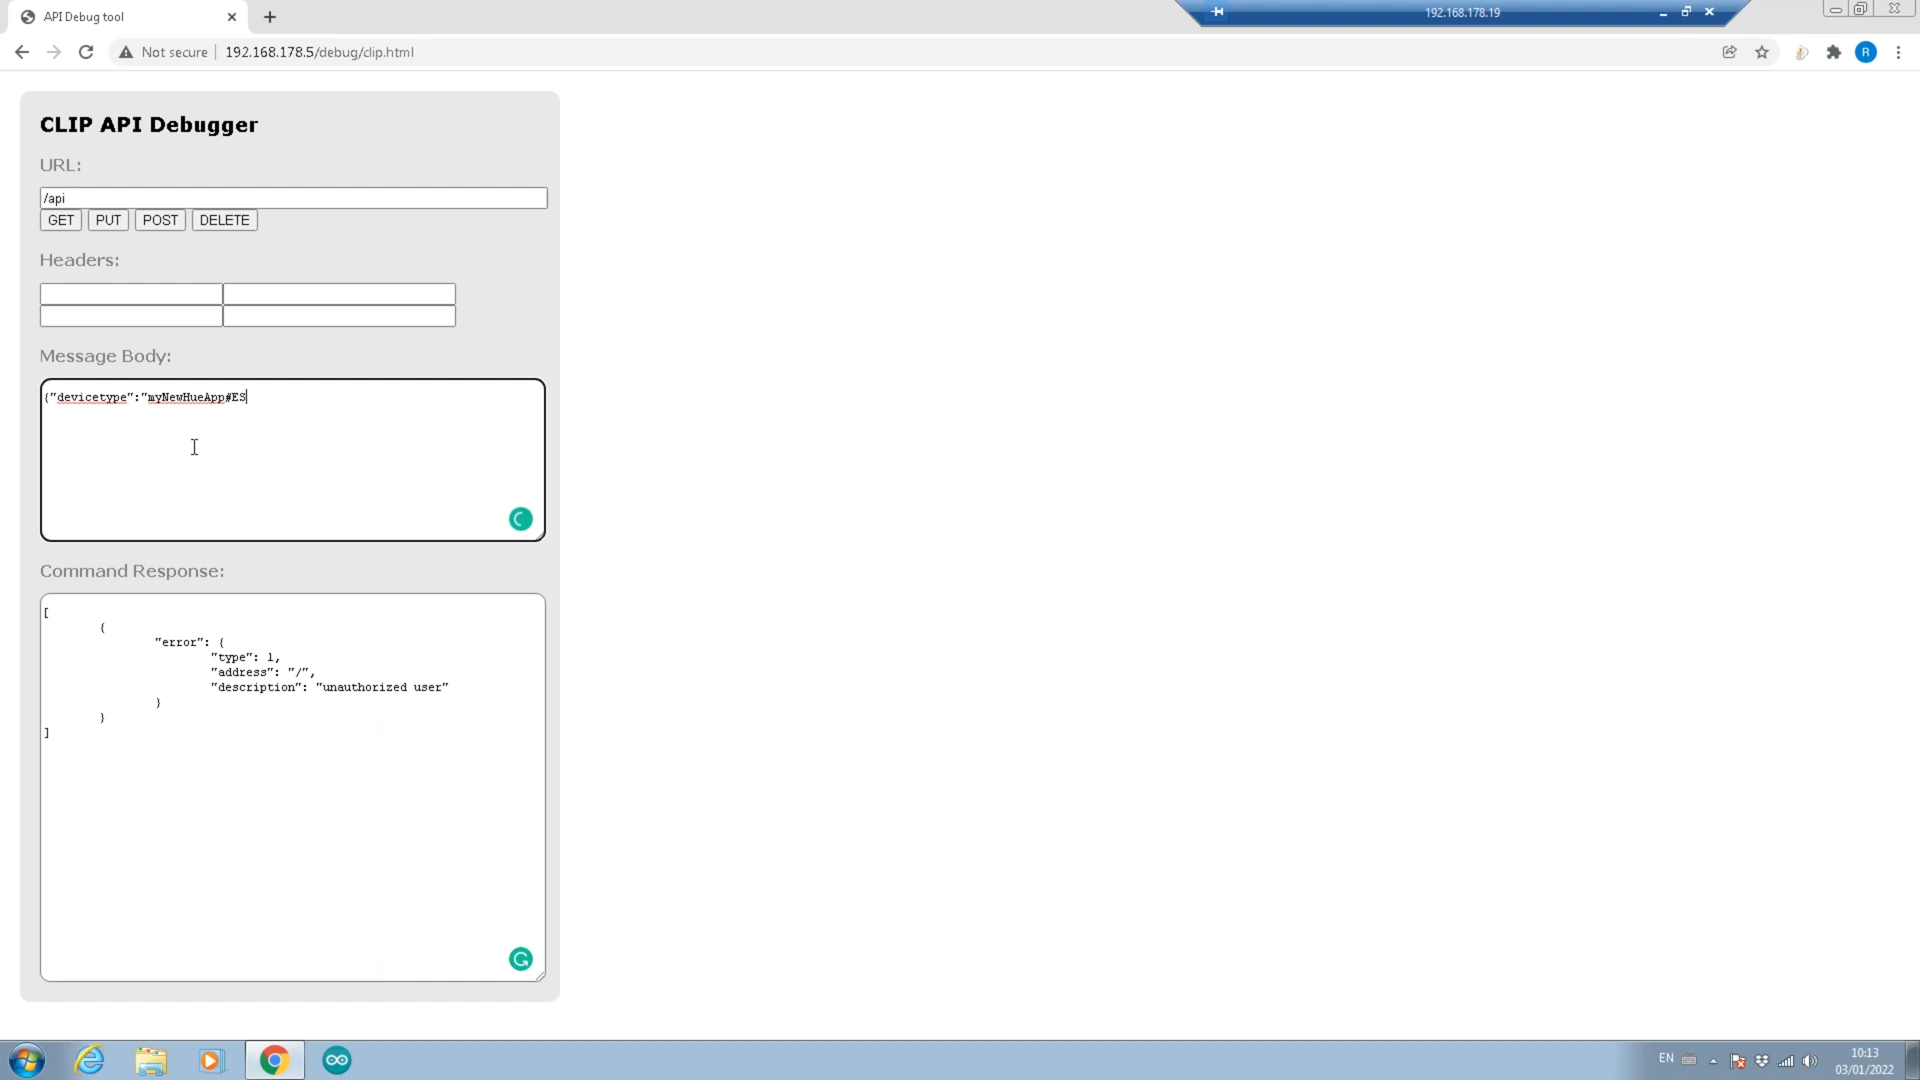 API Debug tool
192.168.178.19
Not secure
192.168.178.5/debug/clip.html
R
CLIP API Debugger
URL:
/api
GET
PUT
POST
DELETE
Headers:
Message Body:
{"devicetype":"myNewHueApp#ES
Command Response:
[
{
"error": {
"type": 1,
"address": "/",
"description": "unauthorized user"
}
}
]
EN
10:13
03/01/2022